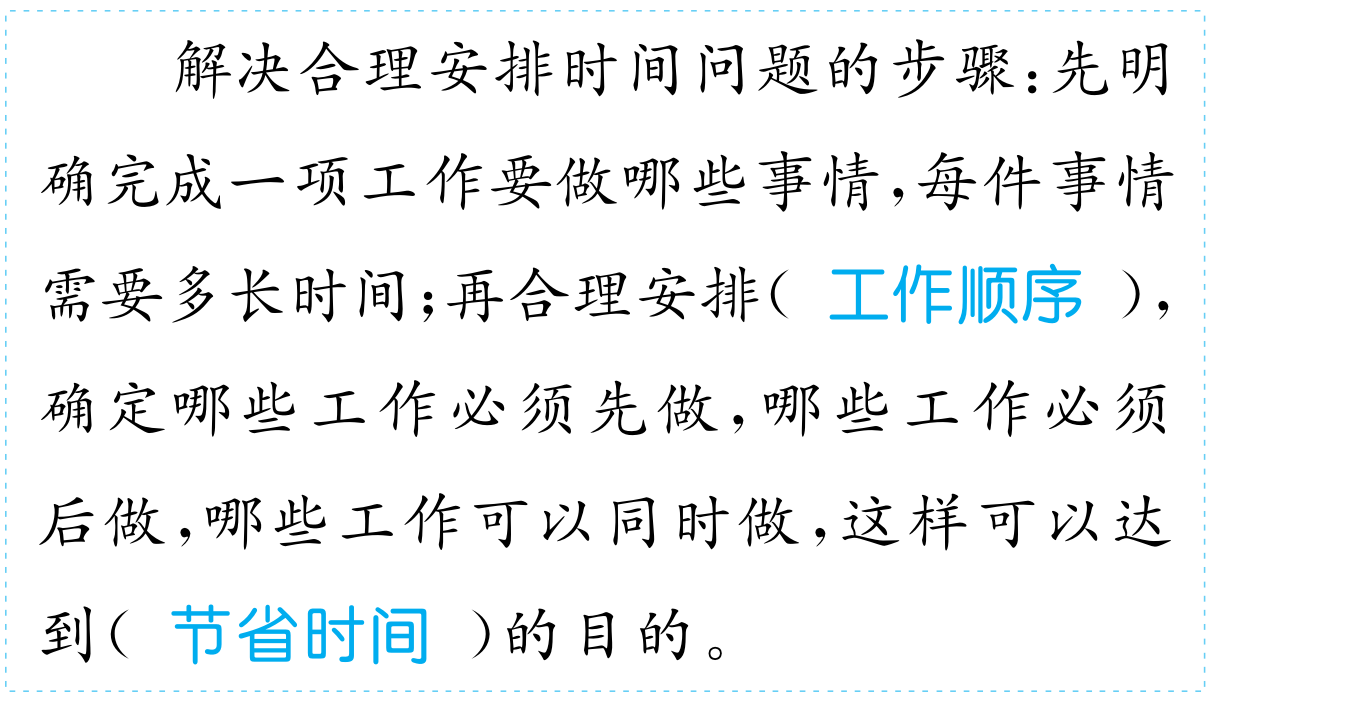 解决合理安排时间问题的步骤:先明
确完成一项工作要做哪些事情,每件事情
需要多长时间;再合理安排( 工作顺序 ),
确定哪些工作必须先做,哪些工作必须
后做,哪些工作可以同时做,这样可以达
到( 节省时间 )的目的。